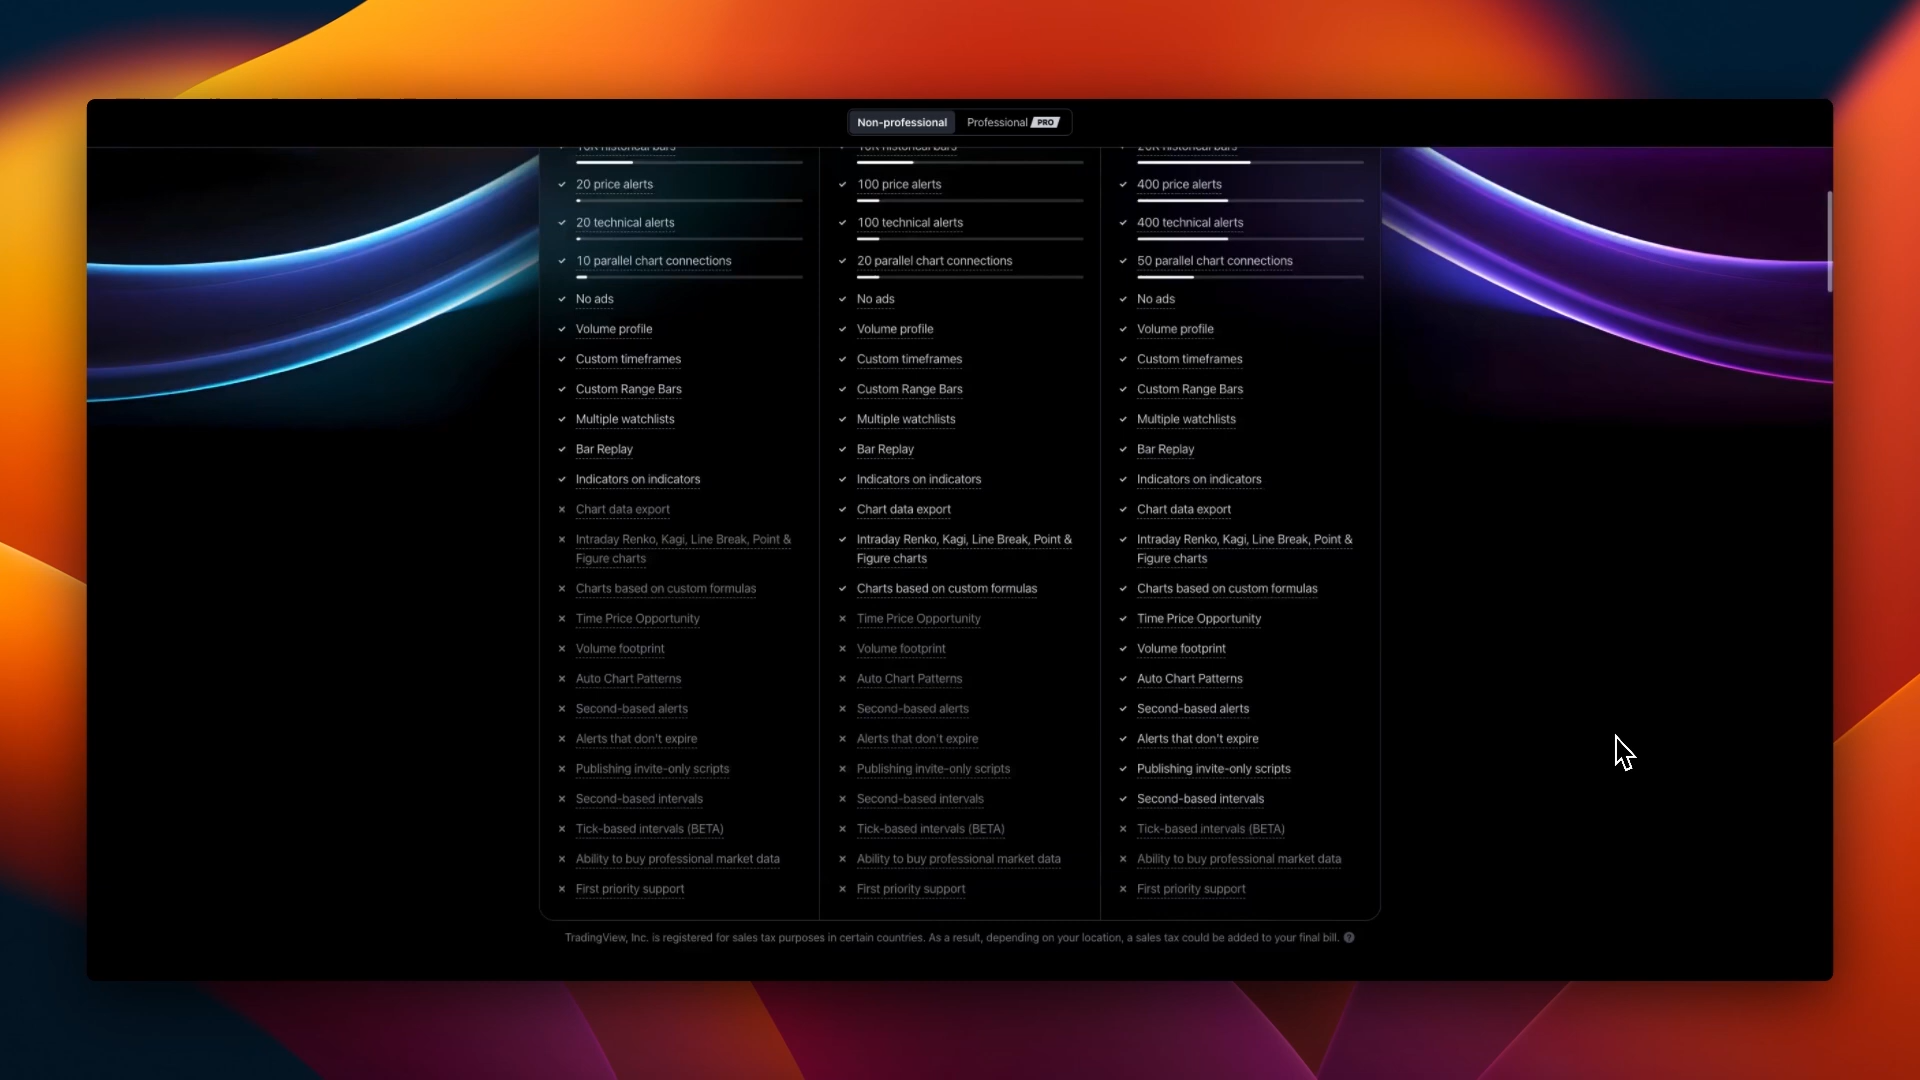 Non-professional Professional PRO
10K historical bars
20 price alerts
20 technical alerts
10 parallel chart connections
No ads
Volume profile
Custom timeframes
Custom Range Bars
Multiple watchlists
Bar Replay
Indicators on indicators
Chart data export
Intraday Renko, Kagi, Line Break, Point &
Figure charts
Charts based on custom formulas
Time Price Opportunity
Volume footprint
Auto Chart Patterns
Second-based alerts
Alerts that don't expire
Publishing invite-only scripts
Second-based intervals
Tick-based intervals (BETA)
Ability to buy professional market data
First priority support
10K historical bars
100 price alerts
100 technical alerts
20 parallel chart connections
No ads
Volume profile
Custom timeframes
Custom Range Bars
Multiple watchlists
Bar Replay
Indicators on indicators
Chart data export
Intraday Renko, Kagi, Line Break, Point &
Figure charts
Charts based on custom formulas
Time Price Opportunity
Volume footprint
Auto Chart Patterns
Second-based alerts
Alerts that don't expire
Publishing invite-only scripts
Second-based intervals
Tick-based intervals (BETA)
Ability to buy professional market data
First priority support
20K historical bars
400 price alerts
400 technical alerts
50 parallel chart connections
No ads
Volume profile
Custom timeframes
Custom Range Bars
Multiple watchlists
Bar Replay
Indicators on indicators
Chart data export
Intraday Renko, Kagi, Line Break, Point &
Figure charts
Charts based on custom formulas
Time Price Opportunity
Volume footprint
Auto Chart Patterns
Second-based alerts
Alerts that don't expire
Publishing invite-only scripts
Second-based intervals
Tick-based intervals (BETA)
Ability to buy professional market data
First priority support
TradingView, Inc. is registered for sales tax purposes in certain countries. As a result, depending on your location, a sales tax could be added to your final bill. ?